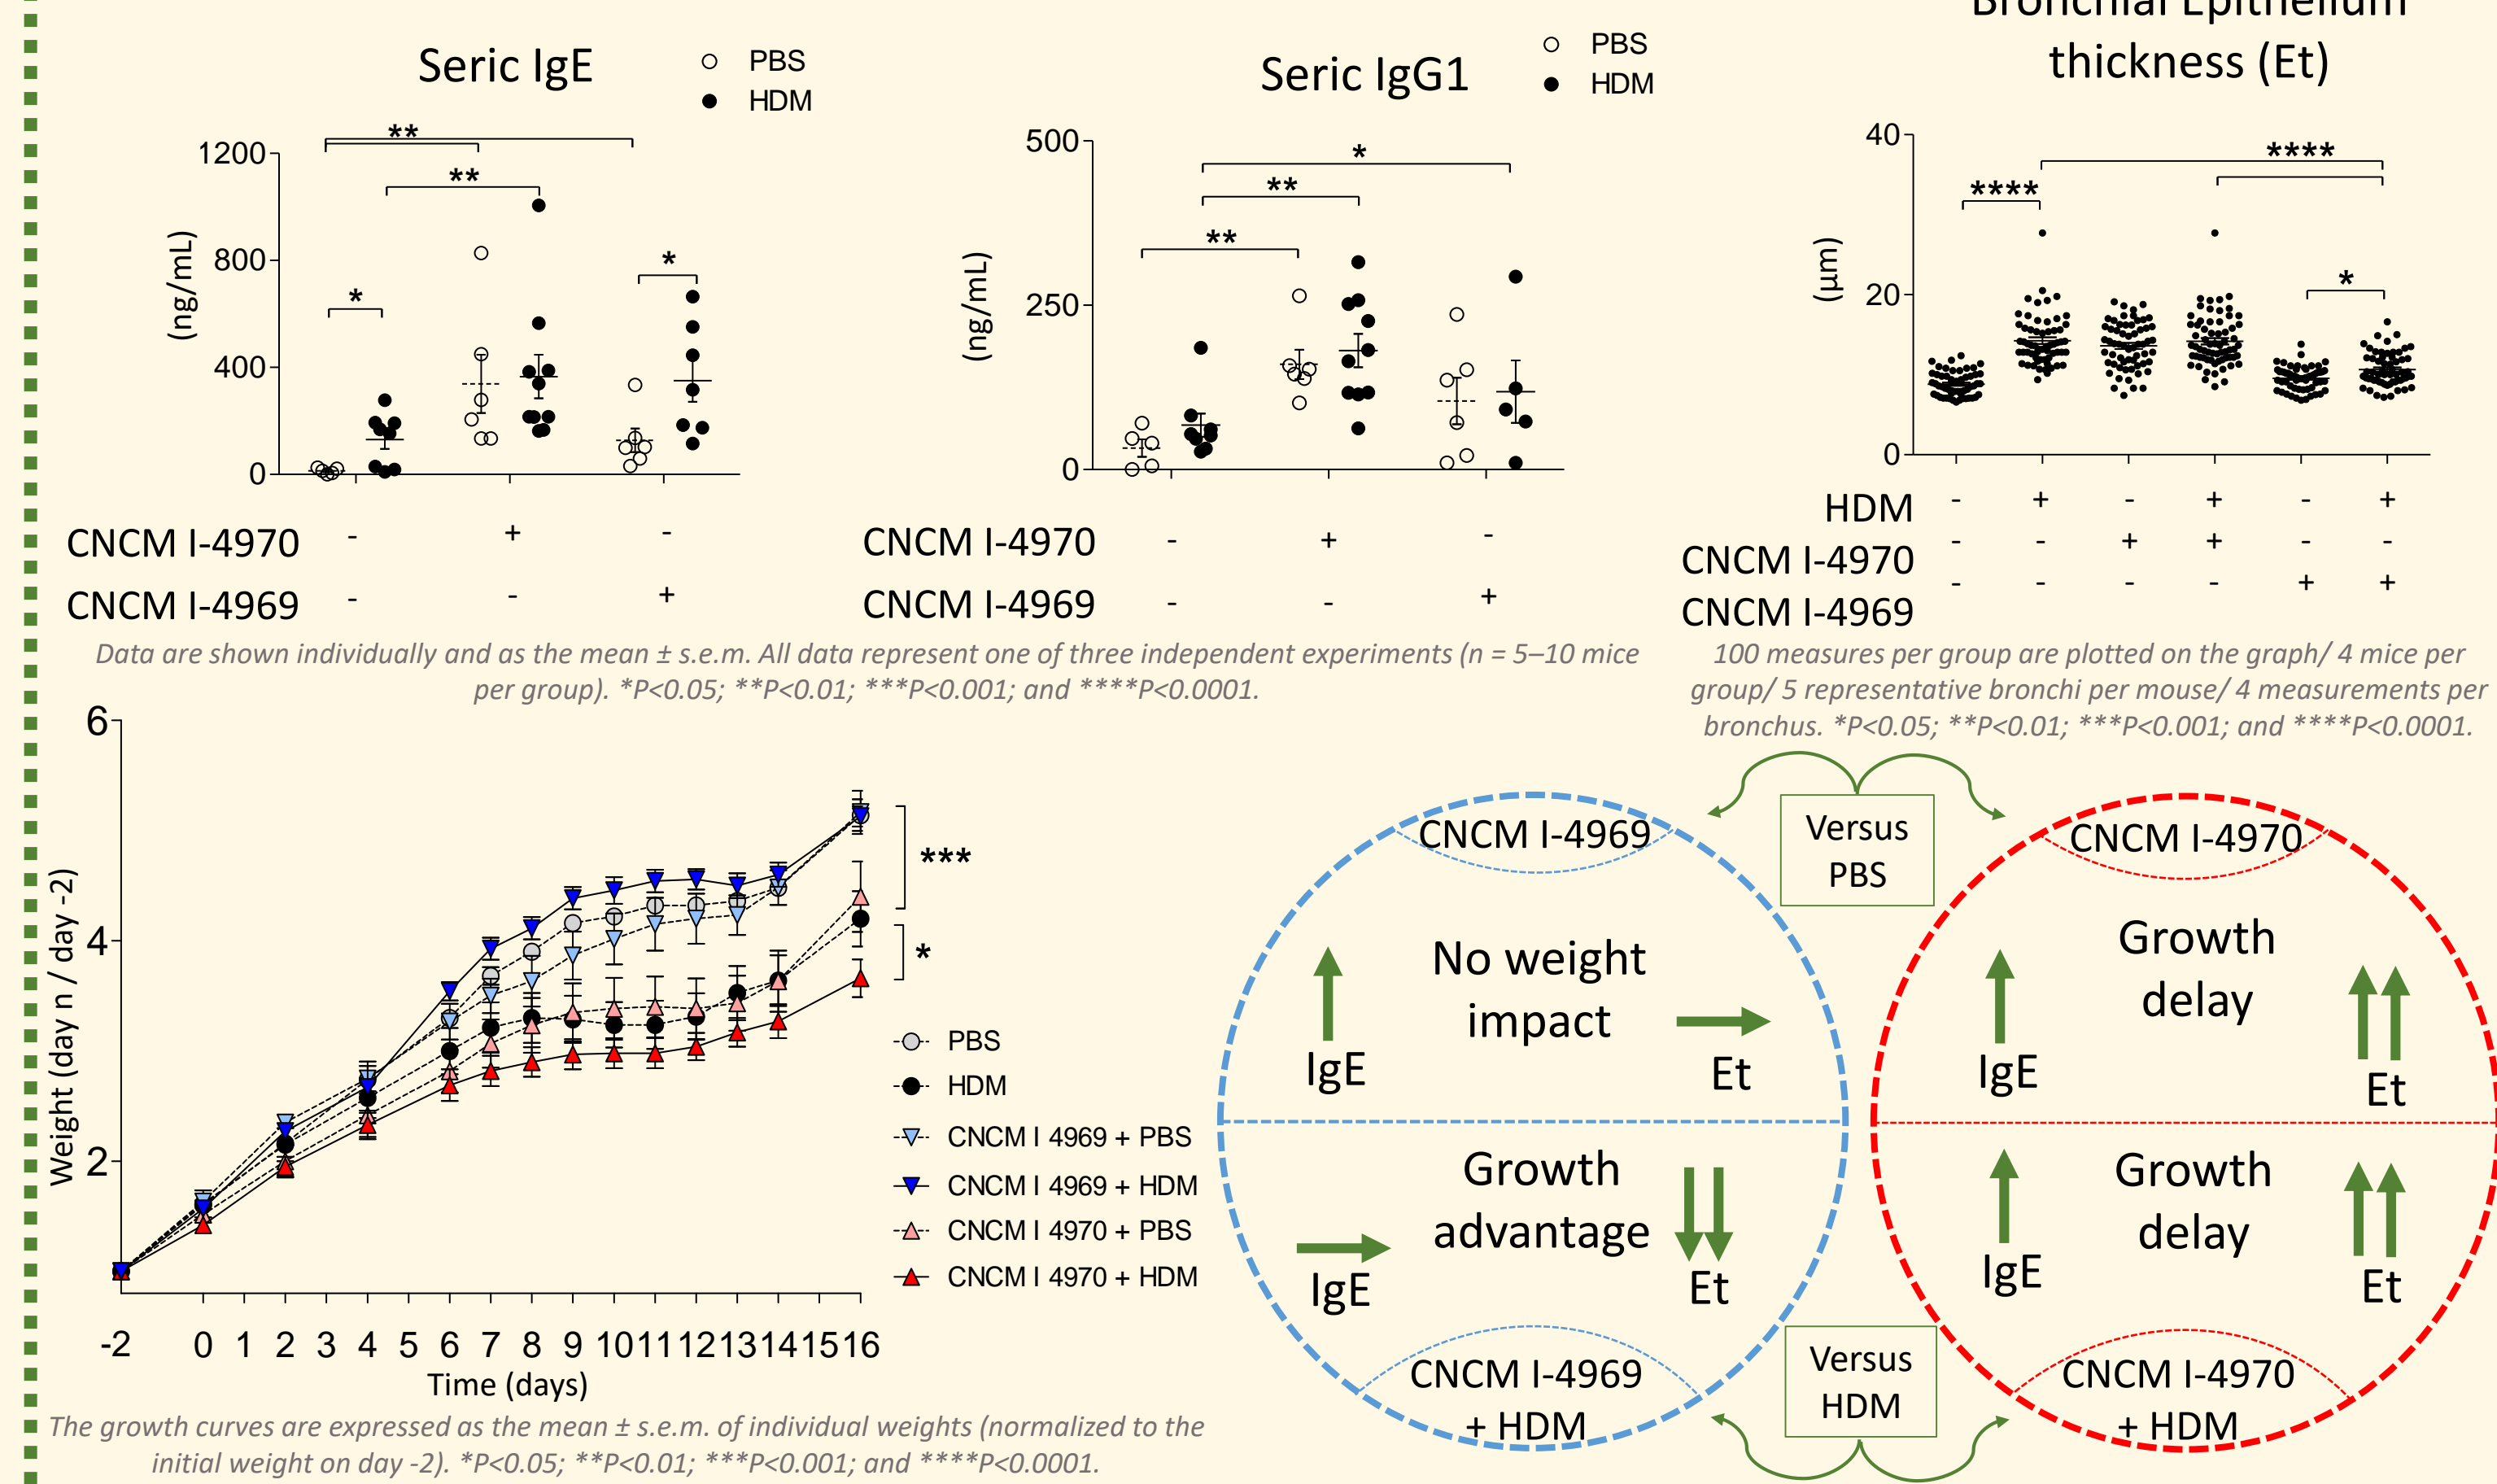 Seric IgE
PBS
HDM
**
**
*
*
1200
800
400
0
(ng/mL)
CNCM I-4970 - + -
CNCM I-4969 - - +
Seric IgG1
PBS
HDM
*
**
**
500
250
0
(ng/mL)
CNCM I-4970 - + -
CNCM I-4969 - - +
Bronchial Epithelium
thickness (Et)
****
****
*
40
20
0
(µm)
HDM - + - + - +
CNCM I-4970 - - + + - -
CNCM I-4969 - - - - + +
Data are shown individually and as the mean ± s.e.m. All data represent one of three independent experiments (n = 5–10 mice
per group). *P<0.05; **P<0.01; ***P<0.001; and ****P<0.0001.
100 measures per group are plotted on the graph/ 4 mice per
group/ 5 representative bronchi per mouse/ 4 measurements per
bronchus. *P<0.05; **P<0.01; ***P<0.001; and ****P<0.0001.
6
4
2
Weight (day n / day -2)
***
*
PBS
HDM
CNCM I 4969 + PBS
CNCM I 4969 + HDM
CNCM I 4970 + PBS
CNCM I 4970 + HDM
-2 0 1 2 3 4 5 6 7 8 9 10 11 12 13 14 15 16
Time (days)
The growth curves are expressed as the mean ± s.e.m. of individual weights (normalized to the
initial weight on day -2). *P<0.05; **P<0.01; ***P<0.001; and ****P<0.0001.
CNCM I-4969
No weight
impact
IgE
Et
Growth
advantage
IgE
Et
CNCM I-4969
+ HDM
Versus
PBS
Versus
HDM
CNCM I-4970
Growth
delay
IgE
Et
Growth
delay
IgE
Et
CNCM I-4970
+ HDM